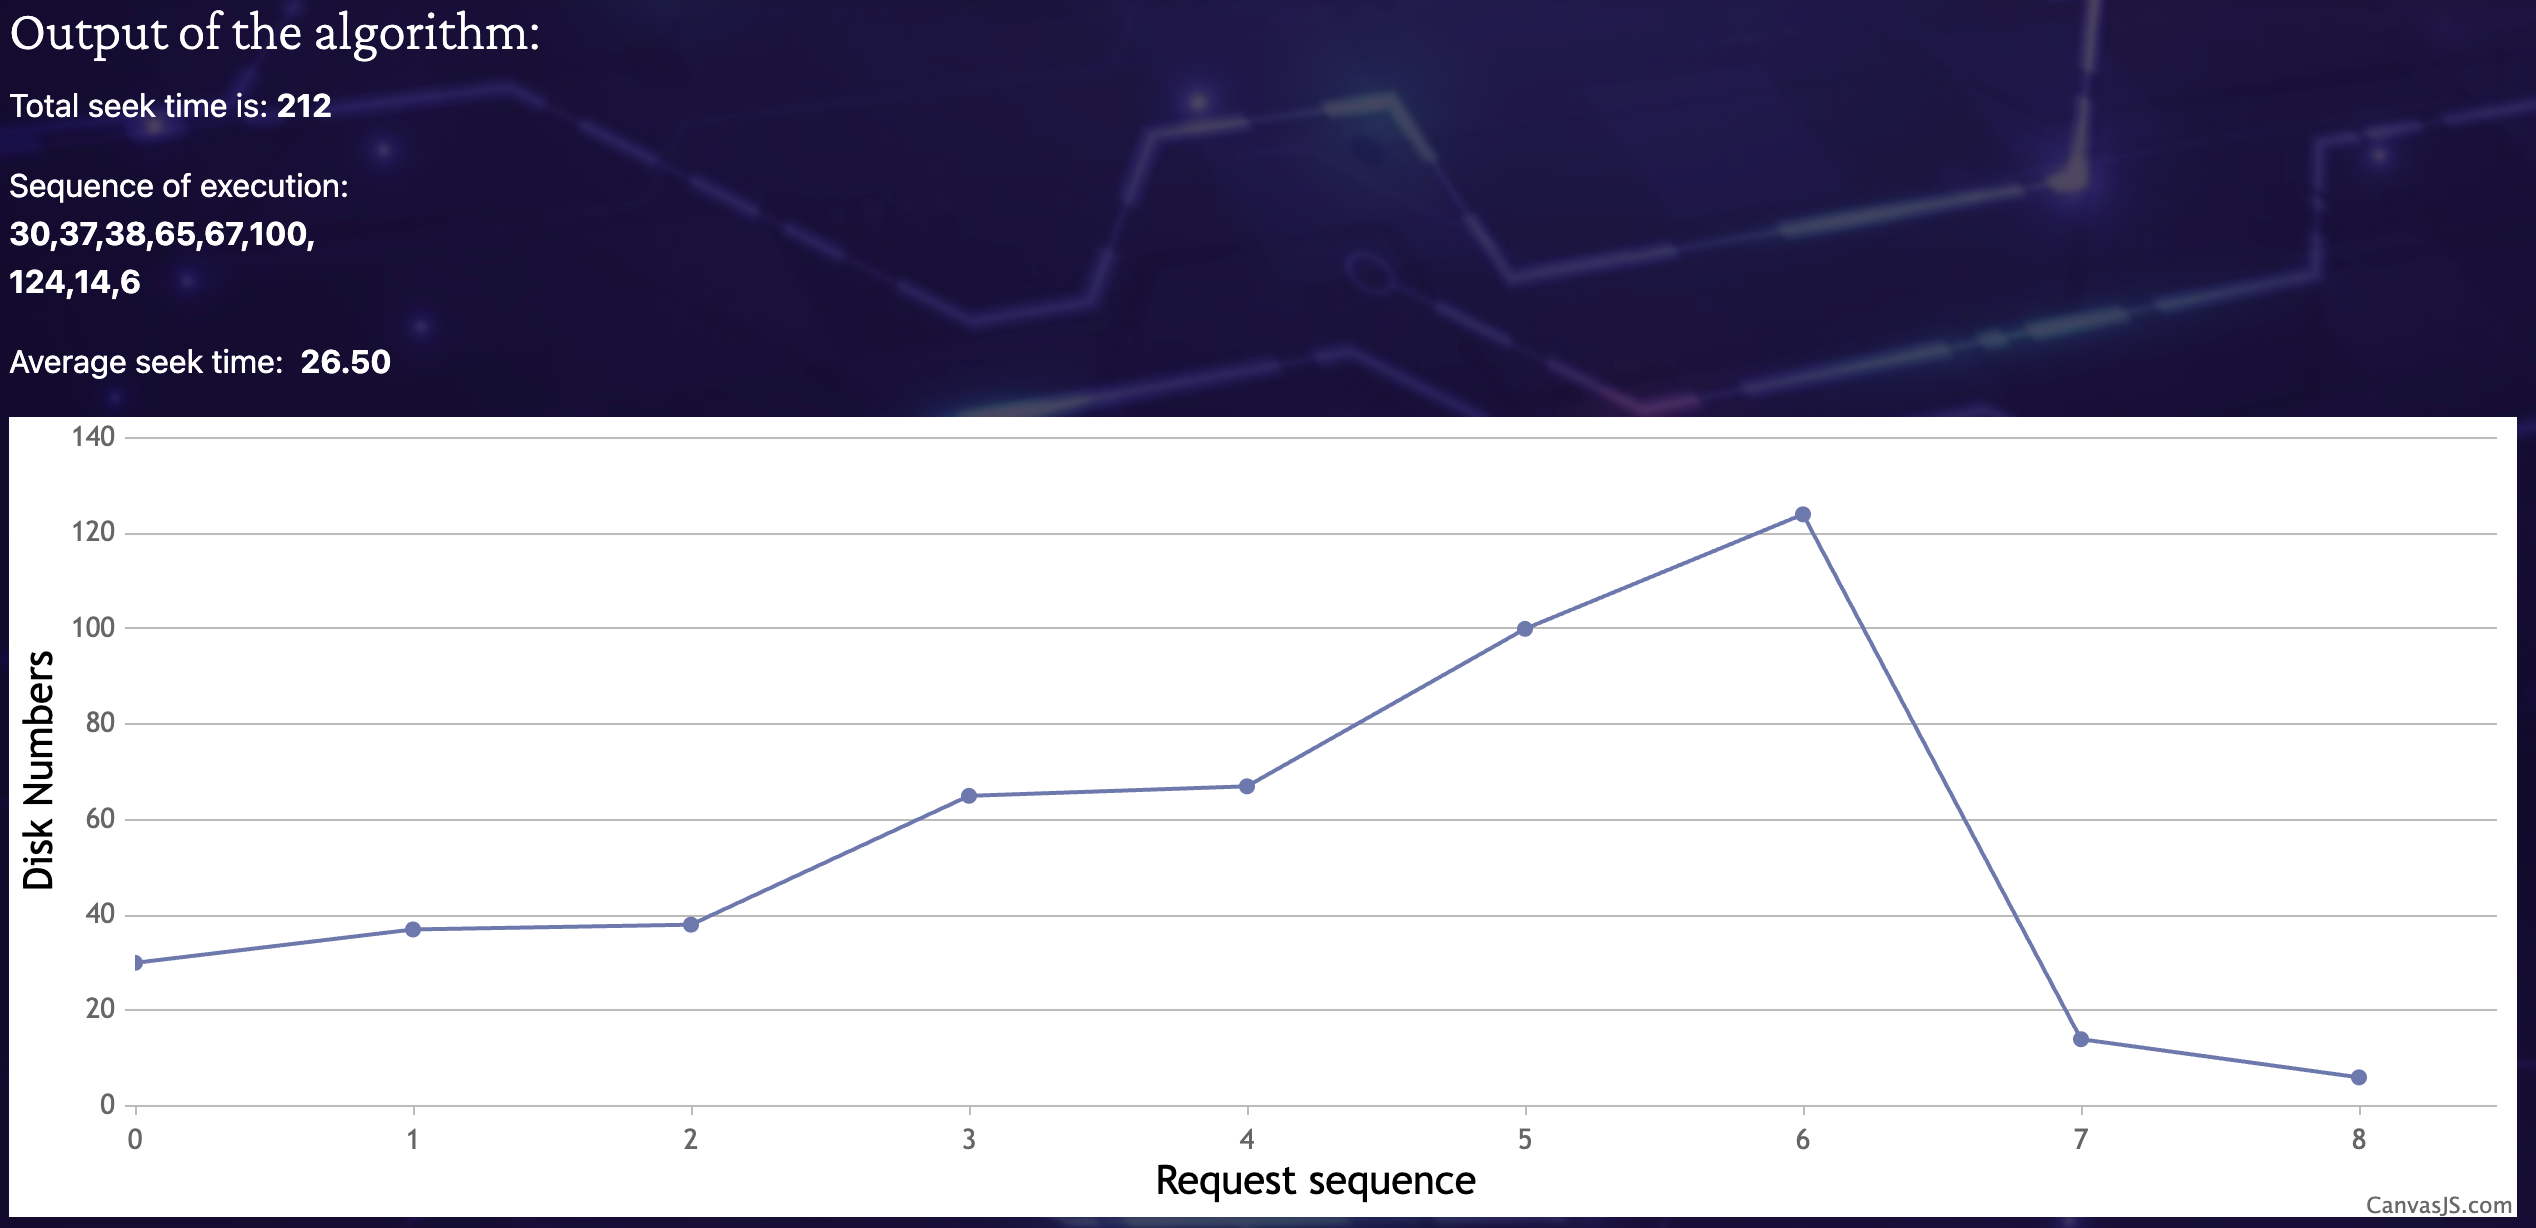 Output of the algorithm:
Total seek time is: 212
Sequence of execution:
30,37,38,65,67,100,
124,14,6
Average seek time: 26.50
140
120
100
80
60
40
20
0
Disk Numbers
0 1 2 3 4 5 6 7 8
Request sequence
CanvasJS.com